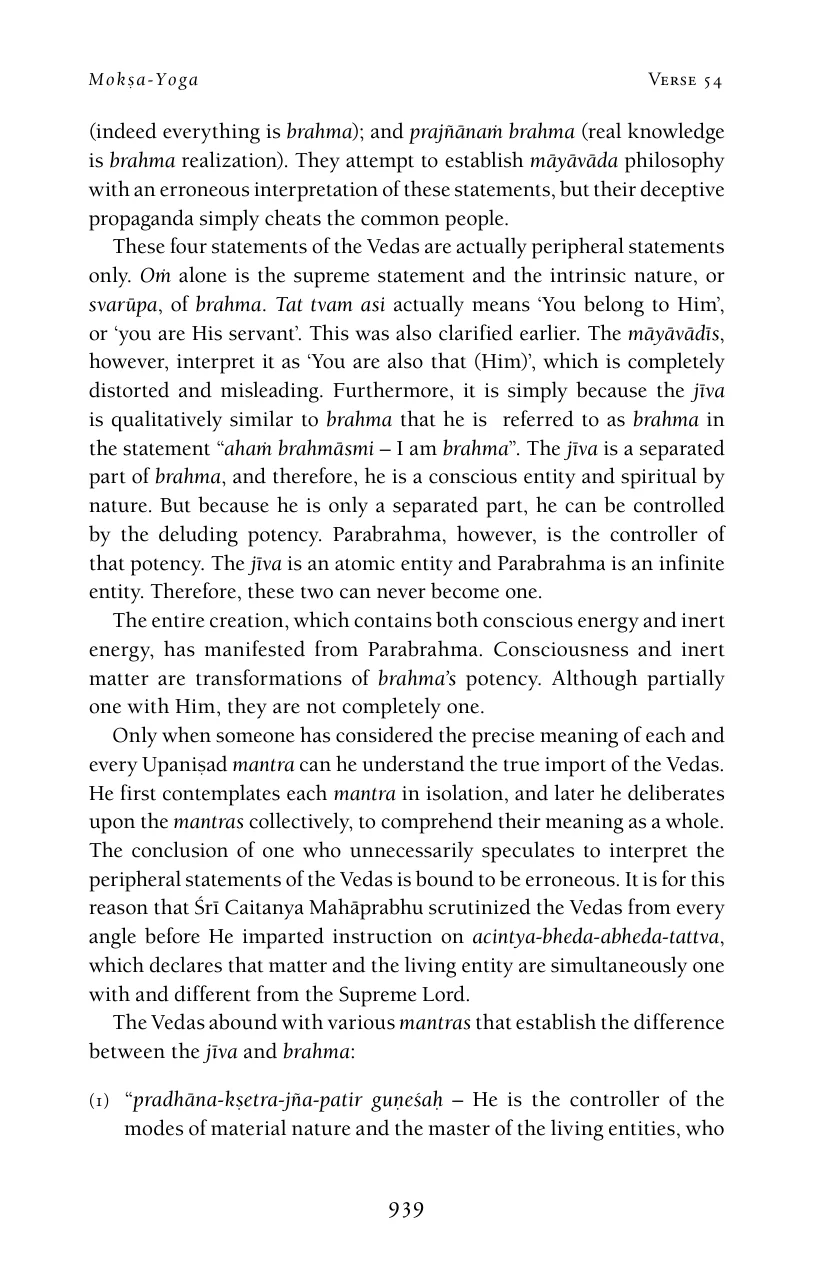 Mokṣa-Yoga Verse 54
(indeed everything is brahma); and prajñānaṁ brahma (real knowledge
is brahma realization). They attempt to establish māyāvāda philosophy
with an erroneous interpretation of these statements, but their deceptive
propaganda simply cheats the common people.
These four statements of the Vedas are actually peripheral statements
only. Oṁ alone is the supreme statement and the intrinsic nature, or
svarūpa, of brahma. Tat tvam asi actually means ‘You belong to Him’,
or ‘you are His servant’. This was also clarified earlier. The māyāvādīs,
however, interpret it as ‘You are also that (Him)’, which is completely
distorted and misleading. Furthermore, it is simply because the jīva
is qualitatively similar to brahma that he is referred to as brahma in
the statement “ahaṁ brahmāsmi – I am brahma”. The jīva is a separated
part of brahma, and therefore, he is a conscious entity and spiritual by
nature. But because he is only a separated part, he can be controlled
by the deluding potency. Parabrahma, however, is the controller of
that potency. The jīva is an atomic entity and Parabrahma is an infinite
entity. Therefore, these two can never become one.
The entire creation, which contains both conscious energy and inert
energy, has manifested from Parabrahma. Consciousness and inert
matter are transformations of brahma’s potency. Although partially
one with Him, they are not completely one.
Only when someone has considered the precise meaning of each and
every Upaniṣad mantra can he understand the true import of the Vedas.
He first contemplates each mantra in isolation, and later he deliberates
upon the mantras collectively, to comprehend their meaning as a whole.
The conclusion of one who unnecessarily speculates to interpret the
peripheral statements of the Vedas is bound to be erroneous. It is for this
reason that Śrī Caitanya Mahāprabhu scrutinized the Vedas from every
angle before He imparted instruction on acintya-bheda-abheda-tattva,
which declares that matter and the living entity are simultaneously one
with and different from the Supreme Lord.
The Vedas abound with various mantras that establish the difference
between the jīva and brahma:
(1) “pradhāna-kṣetra-jña-patir guṇeśaḥ – He is the controller of the
modes of material nature and the master of the living entities, who
939